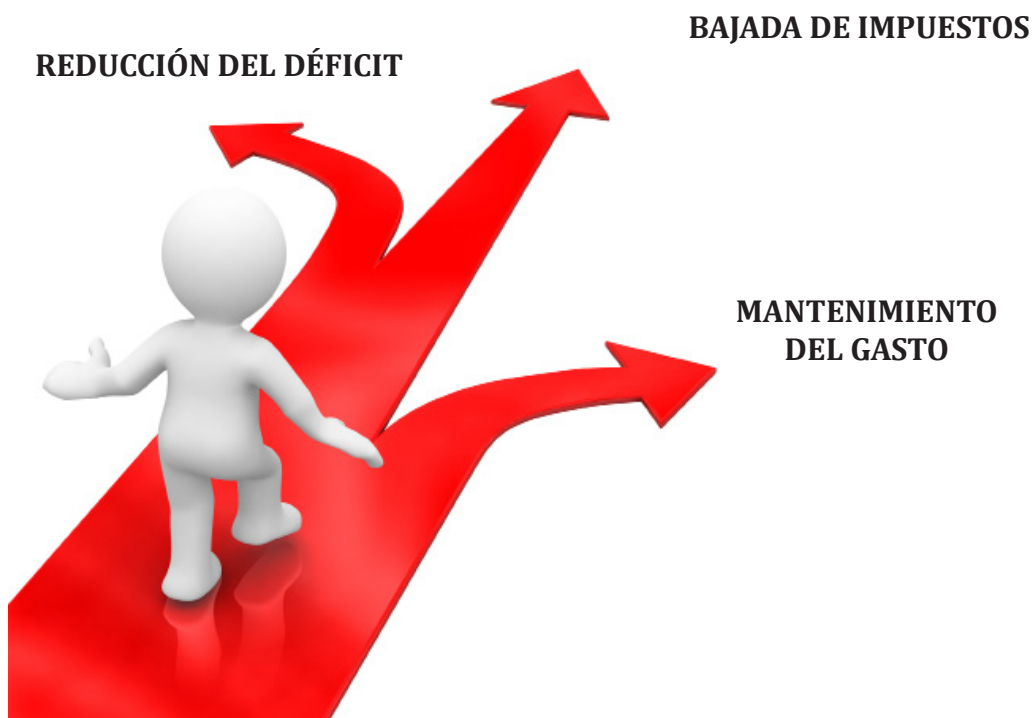 BAJADA DE IMPUESTOS
REDUCCIÓN DEL DÉFICIT
MANTENIMIENTO
DEL GASTO